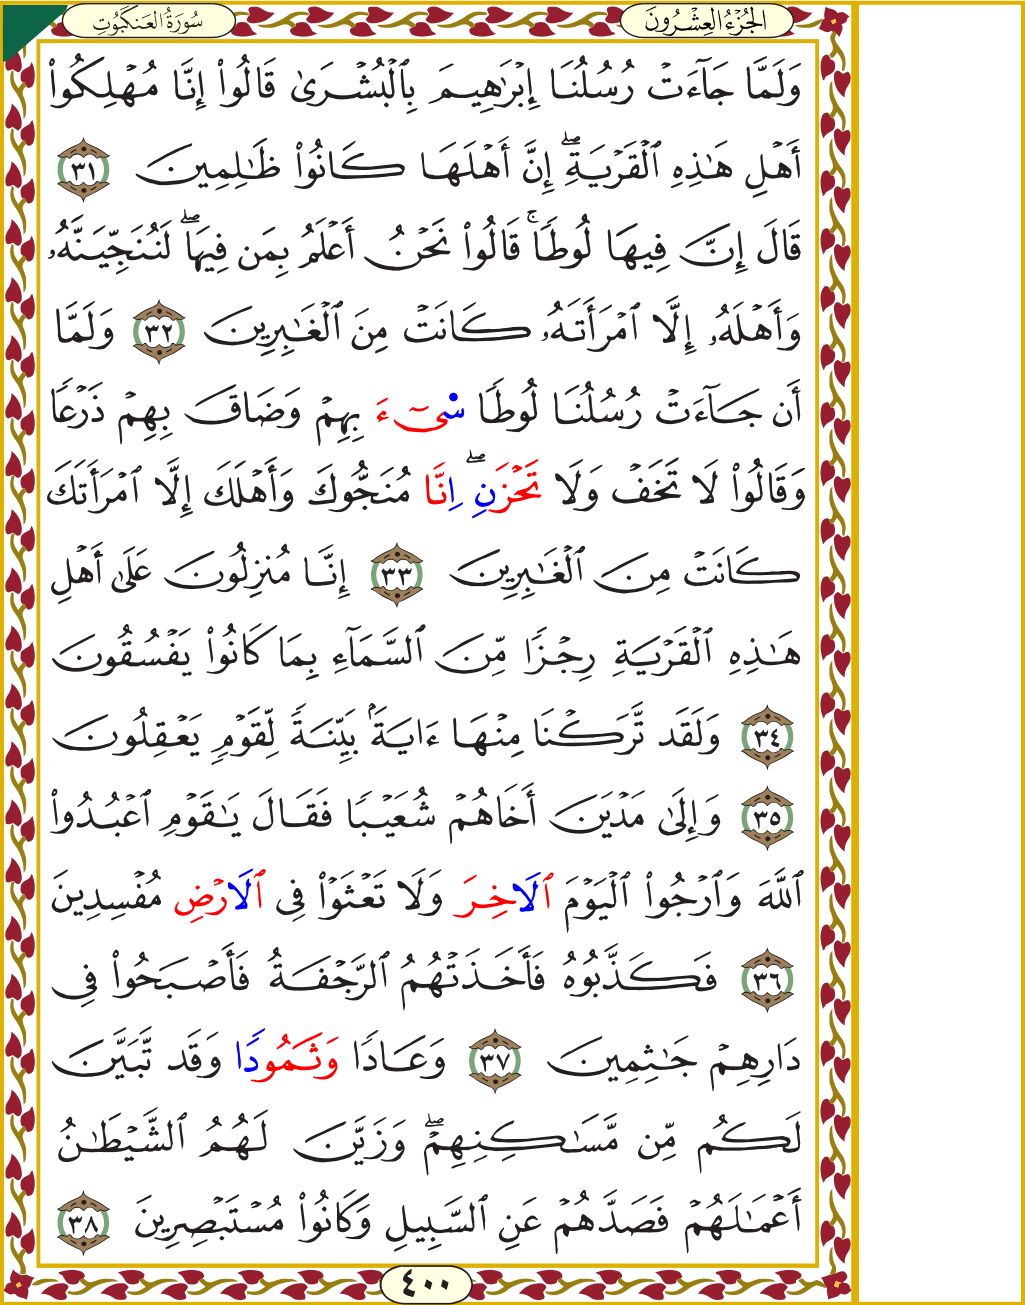 الجُزْءُ العِشْرُونَ
سُورَةُ العَنكَبُوتِ
وَلَمَّا جَآءَتْ رُسُلُنَا إِبْرَٰهِيمَ بِٱلْبُشْرَىٰ قَالُوٓا۟ إِنَّا مُهْلِكُوٓا۟
أَهْلِ هَٰذِهِ ٱلْقَرْيَةِۖ إِنَّ أَهْلَهَا كَانُوا۟ ظَٰلِمِينَ ٣١
قَالَ إِنَّ فِيهَا لُوطًاۚ قَالُوا۟ نَحْنُ أَعْلَمُ بِمَن فِيهَاۖ لَنُنَجِّيَنَّهُۥ
وَأَهْلَهُۥ إِلَّا ٱمْرَأَتَهُۥ كَانَتْ مِنَ ٱلْغَٰبِرِينَ ٣٢ وَلَمَّا
أَن جَآءَتْ رُسُلُنَا لُوطًا سِىٓءَ بِهِمْ وَضَاقَ بِهِمْ ذَرْعًا
وَقَالُوا۟ لَا تَخَفْ وَلَا تَحْزَنِۖ اِنَّا مُنَجُّوكَ وَأَهْلَكَ إِلَّا ٱمْرَأَتَكَ
كَانَتْ مِنَ ٱلْغَٰبِرِينَ ٣٣ إِنَّا مُنزِلُونَ عَلَىٰ أَهْلِ
هَٰذِهِ ٱلْقَرْيَةِ رِجْزًا مِّنَ ٱلسَّمَآءِ بِمَا كَانُوا۟ يَفْسُقُونَ
٣٤ وَلَقَد تَّرَكْنَا مِنْهَا ءَايَةًۢ بَيِّنَةً لِّقَوْمٍ يَعْقِلُونَ
٣٥ وَإِلَىٰ مَدْيَنَ أَخَاهُمْ شُعَيْبًا فَقَالَ يَٰقَوْمِ ٱعْبُدُوا۟
ٱللَّهَ وَٱرْجُوا۟ ٱلْيَوْمَ ٱلَاخِرَ وَلَا تَعْثَوْا۟ فِى ٱلَارْضِ مُفْسِدِينَ
٣٦ فَكَذَّبُوهُ فَأَخَذَتْهُمُ ٱلرَّجْفَةُ فَأَصْبَحُوا۟ فِى
دَارِهِمْ جَٰثِمِينَ ٣٧ وَعَادًا وَثَمُودًا وَقَد تَّبَيَّنَ
لَكُم مِّن مَّسَٰكِنِهِمْۖ وَزَيَّنَ لَهُمُ ٱلشَّيْطَٰنُ
أَعْمَٰلَهُمْ فَصَدَّهُمْ عَنِ ٱلسَّبِيلِ وَكَانُوا۟ مُسْتَبْصِرِينَ ٣٨
٤٠٠